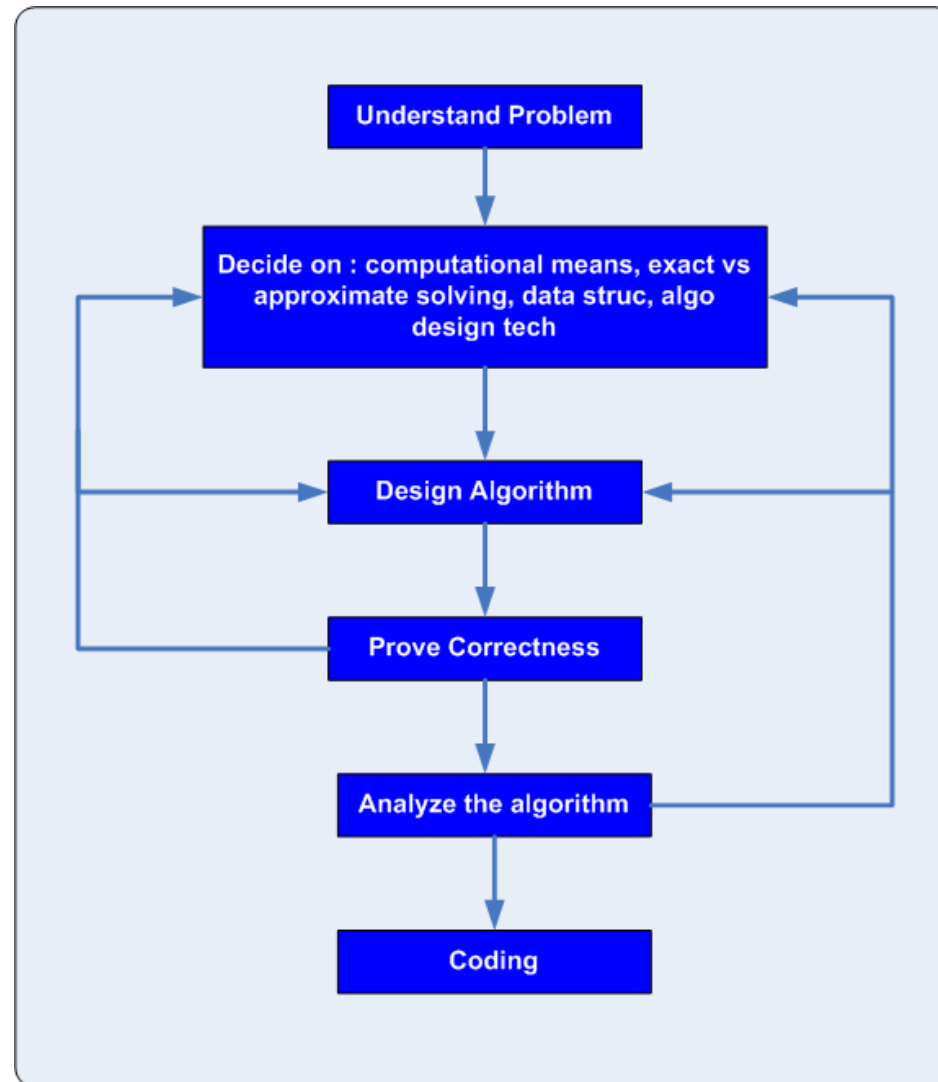 Understand Problem
Decide on : computational means, exact vs
approximate solving, data struc, algo
design tech
Design Algorithm
Prove Correctness
Analyze the algorithm
Coding